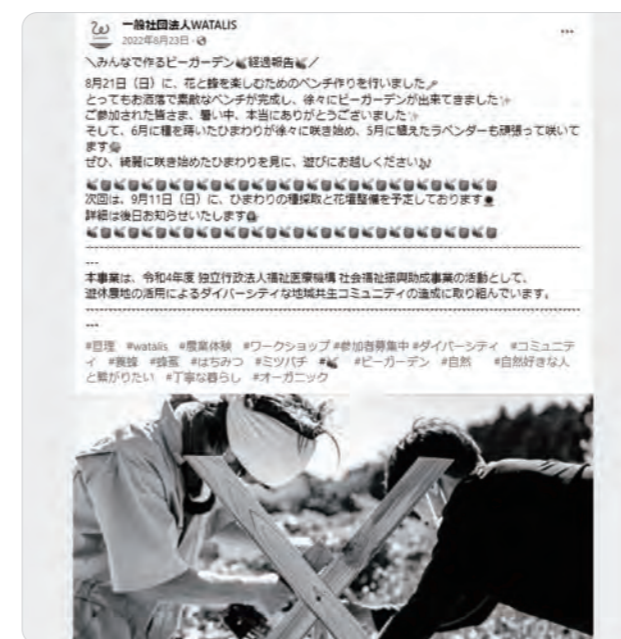 一般社団法人WATALIS
2022年8月23日
＼みんなで作るビーガーデン🐝経過報告🐝／
8月21日（日）に、花と蜂を楽しむためのベンチ作りを行いました
とってもお洒落で素敵なベンチが完成し、徐々にビーガーデンが出来てきました✨
ご参加された皆さま、暑い中、本当にありがとうございました✨
そして、6月に種を蒔いたひまわりが徐々に咲き始め、5月に植えたラベンダーも頑張って咲いて
ます
ぜひ、綺麗に咲き始めたひまわりを見に、遊びにお越しください
次回は、9月11日（日）に、ひまわりの種採取と花壇整備を予定しております
詳細は後日お知らせいたします
---
本事業は、令和4年度 独立行政法人福祉医療機構 社会福祉振興助成事業の活動として、
遊休農地の活用によるダイバーシティな地域共生コミュニティの造成に取り組んでいます。
---
#亘理 #watalis #農業体験 #ワークショップ #参加者募集中 #ダイバーシティ #コミュニテ
ィ #養蜂 #蜂蜜 #はちみつ #ミツバチ #🐝 #ビーガーデン #自然 #自然好きな人
と繋がりたい #丁寧な暮らし #オーガニック